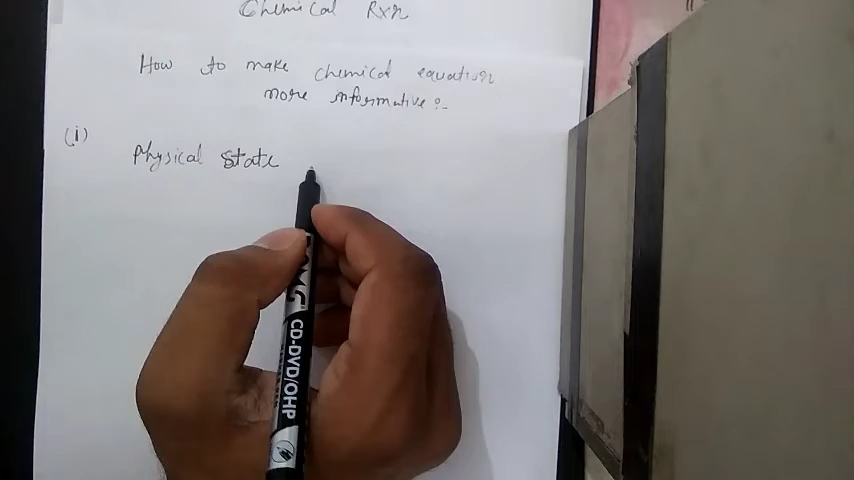 Chemical Rxn
How to make chemical equation
more informative :-
(i)
Physical State
CD-DVD/OHP